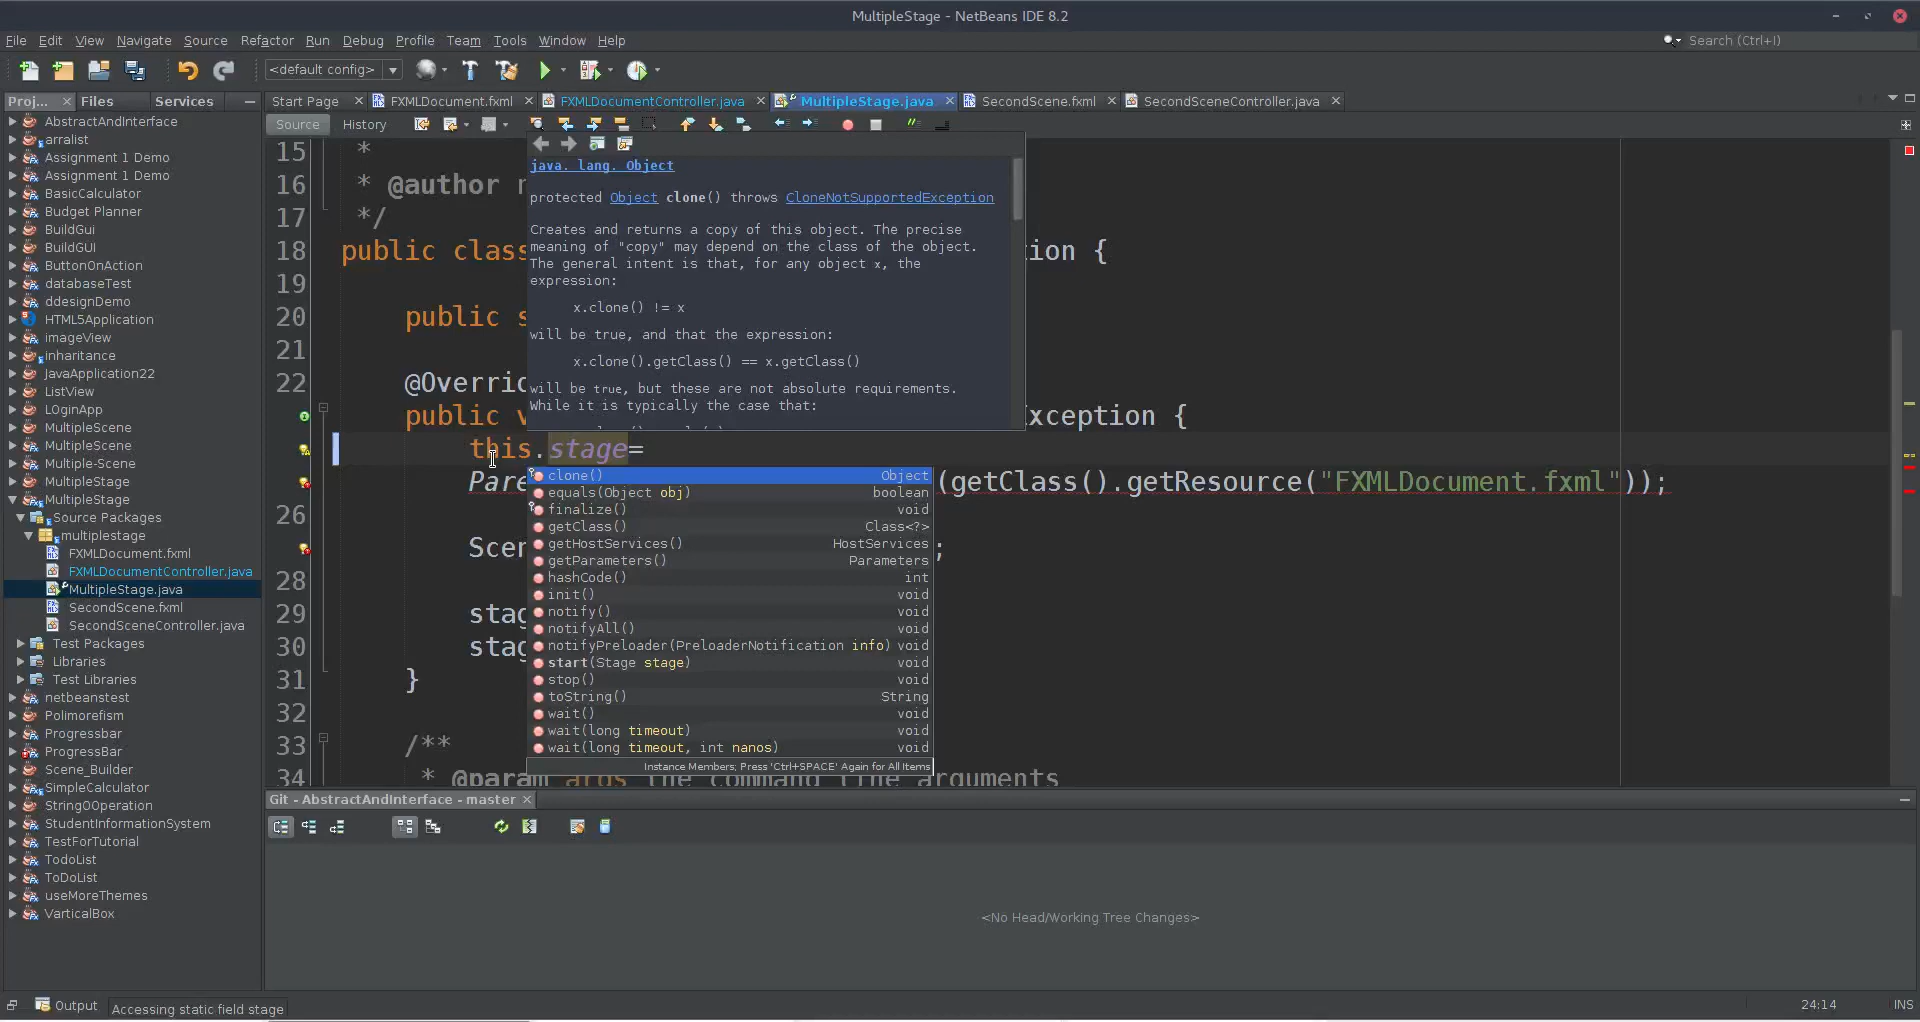 MultipleStage - NetBeans IDE 8.2
File Edit View Navigate Source Refactor Run Debug Profile Team Tools Window Help
Search (Ctrl+I)
<default config>
Proj...
Files
Services
AbstractAndInterface
arralist
Assignment 1 Demo
Assignment 1 Demo
BasicCalculator
Budget Planner
BuildGui
BuildGUI
ButtonOnAction
databaseTest
ddesignDemo
HTML5Application
imageView
inheritance
JavaApplication22
ListView
LOginApp
MultipleScene
MultipleScene
Multiple-Scene
MultipleStage
MultipleStage
Source Packages
multiplestage
FXMLDocument.fxml
FXMLDocumentController.java
MultipleStage.java
SecondScene.fxml
SecondSceneController.java
Test Packages
Libraries
Test Libraries
netbeanstest
Polimorefism
Progressbar
ProgressBar
Scene_Builder
SimpleCalculator
StringOOperation
StudentInformationSystem
TestForTutorial
TodoList
ToDoList
useMoreThemes
VarticalBox
Start Page
FXMLDocument.fxml
FXMLDocumentController.java
MultipleStage.java
SecondScene.fxml
SecondSceneController.java
Source
History
15 *
16 * @author
17 */
18 public class
{
19
20 public
21
22
public
{
this.stage=
(getClass().getResource("FXMLDocument.fxml"));
26
;
28
29
30
31 }
32
33 /**
34 * @param args the command line arguments
java. lang. Object
protected Object clone() throws CloneNotSupportedException
Creates and returns a copy of this object. The precise
meaning of "copy" may depend on the class of the object.
The general intent is that, for any object x, the
expression:
x.clone() != x
will be true, and that the expression:
x.clone().getClass() == x.getClass()
will be true, but these are not absolute requirements.
While it is typically the case that:
clone() Object
equals(Object obj) boolean
finalize() void
getClass() Class<?>
getHostServices() HostServices
getParameters() Parameters
hashCode() int
init() void
notify() void
notifyAll() void
notifyPreloader(PreloaderNotification info) void
start(Stage stage) void
stop() void
toString() String
wait() void
wait(long timeout) void
wait(long timeout, int nanos) void
Instance Members; Press 'Ctrl+SPACE' Again for All Items
Git - AbstractAndInterface - master
<No Head/Working Tree Changes>
Output
Accessing static field stage
24:14
INS